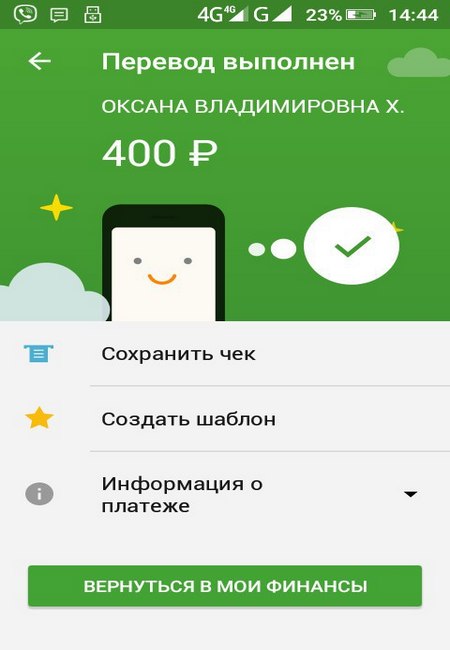 4G 4G G 23% 14:44
Перевод выполнен
ОКСАНА ВЛАДИМИРОВНА Х.
400 ₽
Сохранить чек
Создать шаблон
Информация о
платеже
ВЕРНУТЬСЯ В МОИ ФИНАНСЫ